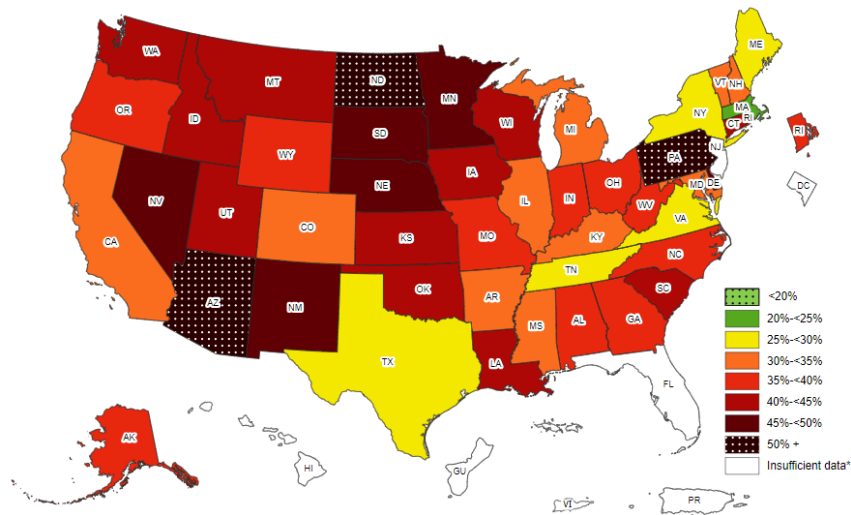 WA
MT
ND
MN
ME
VT
NH
OR
ID
WY
SD
WI
MI
NY
MA
CT
RI
RI
NV
UT
CO
NE
IA
IL
IN
OH
PA
NJ
MD
DE
DC
CA
KS
MO
KY
WV
VA
AZ
NM
OK
AR
TN
NC
SC
TX
LA
MS
AL
GA
FL
AK
HI
GU
VI
PR
<20%
20%-<25%
25%-<30%
30%-<35%
35%-<40%
40%-<45%
45%-<50%
50% +
Insufficient data*